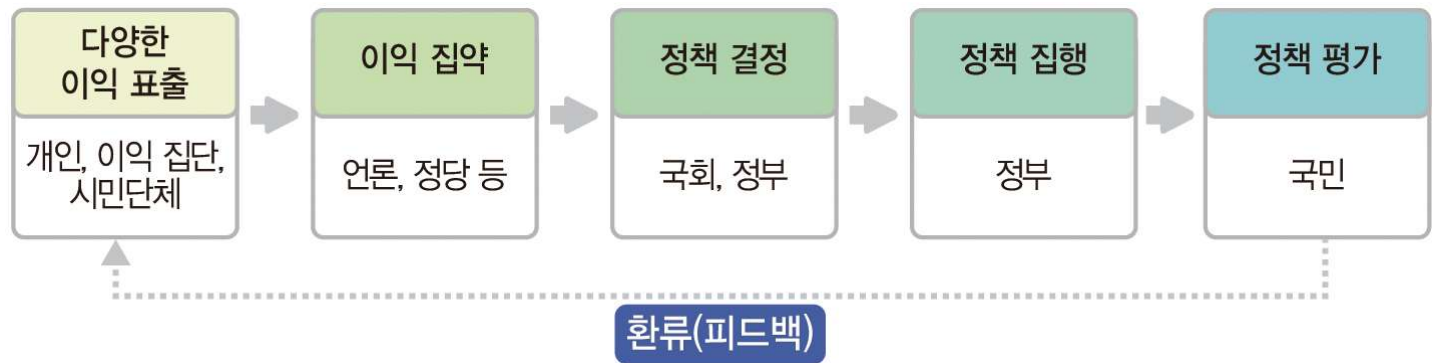 다양한
이익 표출
이익 집약
정책 결정
정책 집행
정책 평가
개인, 이익 집단,
시민단체
언론, 정당 등
국회, 정부
정부
국민
환류(피드백)